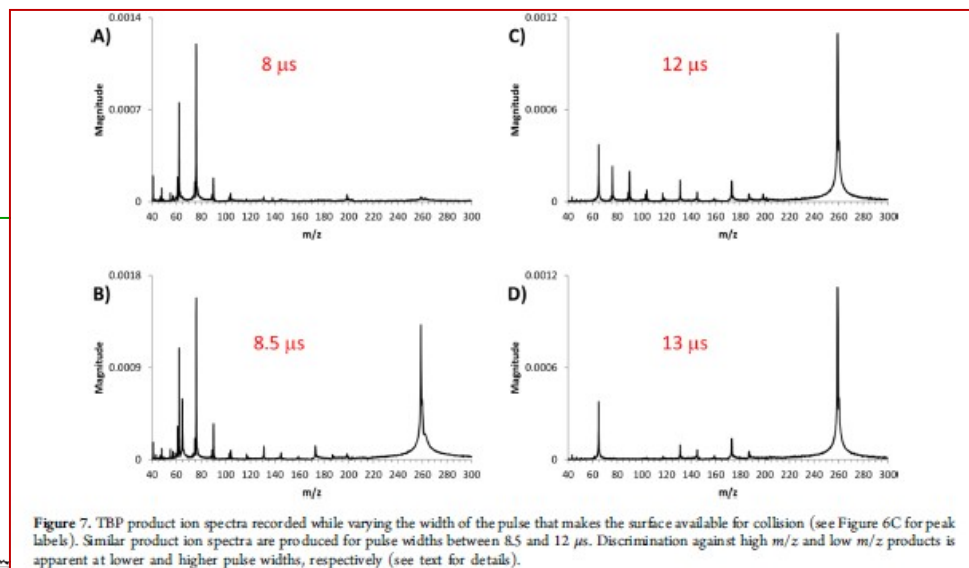 A)
0.0014
8 μs
Magnitude
0.0007
0
40 60 80 100 120 140 160 180 200 220 240 260 280 300
m/z
B)
0.0018
8.5 μs
Magnitude
0.0009
0
40 60 80 100 120 140 160 180 200 220 240 260 280 300
m/z
C)
0.0012
12 μs
Magnitude
0.0006
0
40 60 80 100 120 140 160 180 200 220 240 260 280 300
m/z
D)
0.0012
13 μs
Magnitude
0.0006
0
40 60 80 100 120 140 160 180 200 220 240 260 280 300
m/z
Figure 7. TBP product ion spectra recorded while varying the width of the pulse that makes the surface available for collision (see Figure 6C for peak
labels). Similar product ion spectra are produced for pulse widths between 8.5 and 12 μs. Discrimination against high m/z and low m/z products is
apparent at lower and higher pulse widths, respectively (see text for details).